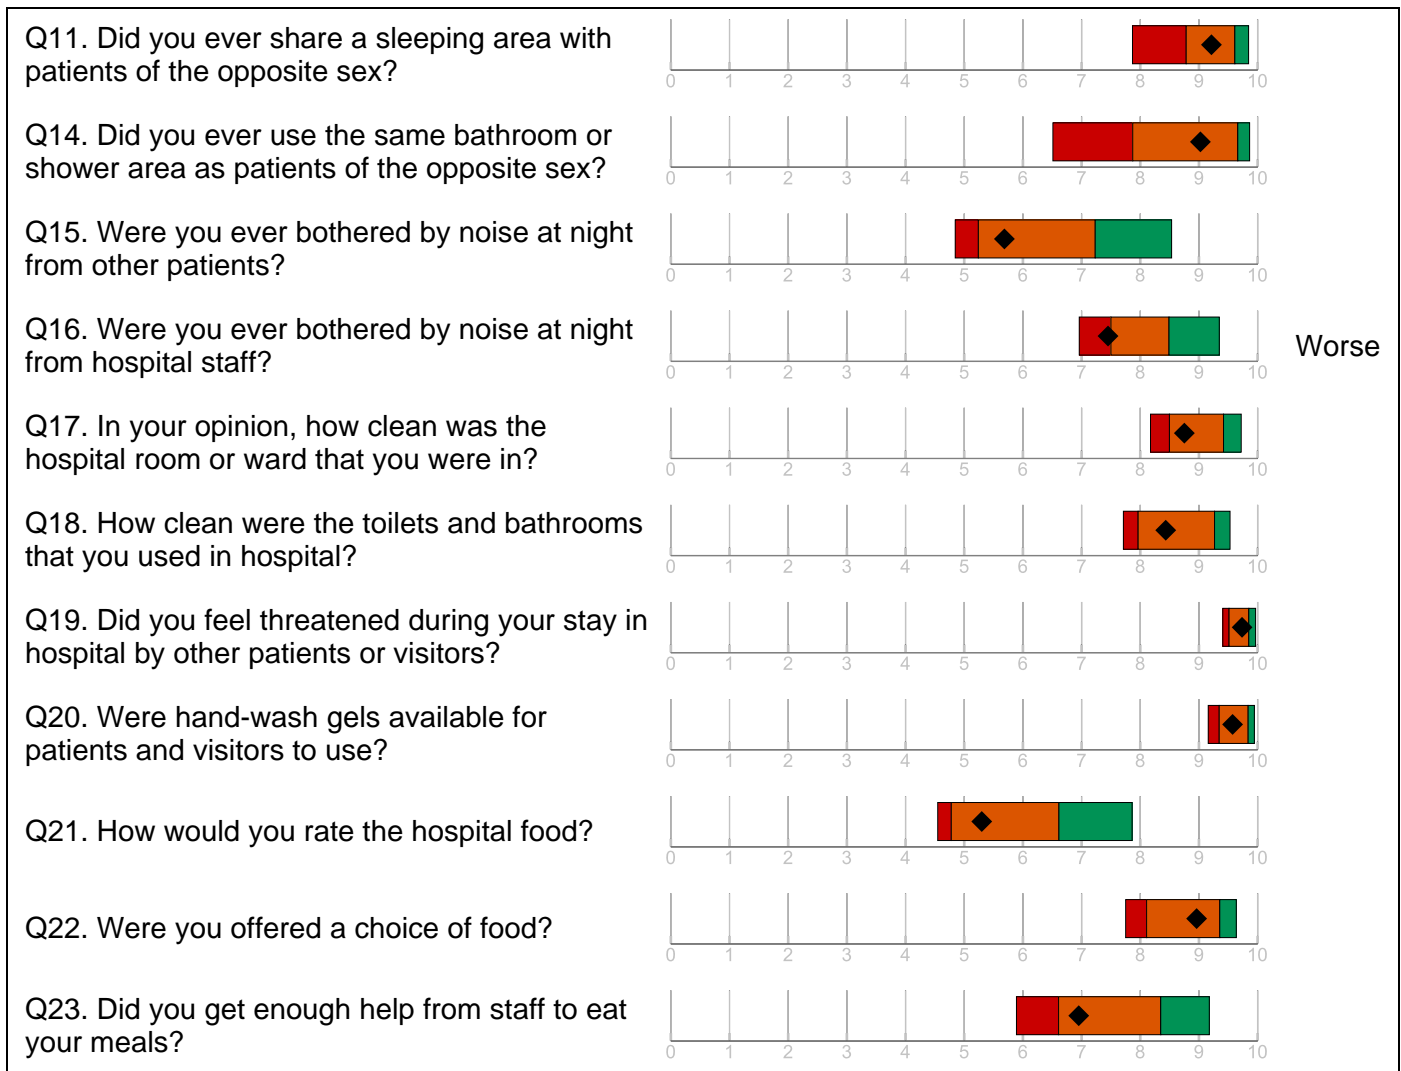 Q11. Did you ever share a sleeping area with
patients of the opposite sex?
0 1 2 3 4 5 6 7 8 9 10
Q14. Did you ever use the same bathroom or
shower area as patients of the opposite sex?
0 1 2 3 4 5 6 7 8 9 10
Q15. Were you ever bothered by noise at night
from other patients?
0 1 2 3 4 5 6 7 8 9 10
Q16. Were you ever bothered by noise at night
from hospital staff?
Worse
0 1 2 3 4 5 6 7 8 9 10
Q17. In your opinion, how clean was the
hospital room or ward that you were in?
0 1 2 3 4 5 6 7 8 9 10
Q18. How clean were the toilets and bathrooms
that you used in hospital?
0 1 2 3 4 5 6 7 8 9 10
Q19. Did you feel threatened during your stay in
hospital by other patients or visitors?
0 1 2 3 4 5 6 7 8 9 10
Q20. Were hand-wash gels available for
patients and visitors to use?
0 1 2 3 4 5 6 7 8 9 10
Q21. How would you rate the hospital food?
0 1 2 3 4 5 6 7 8 9 10
Q22. Were you offered a choice of food?
0 1 2 3 4 5 6 7 8 9 10
Q23. Did you get enough help from staff to eat
your meals?
0 1 2 3 4 5 6 7 8 9 10